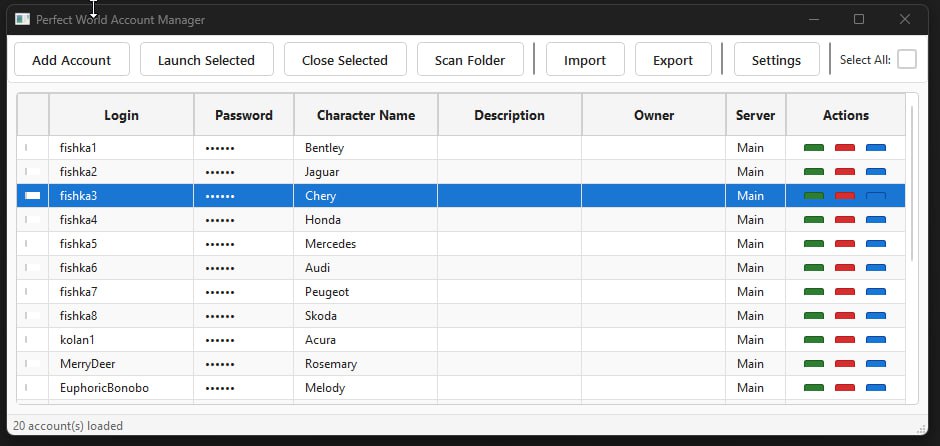 Perfect World Account Manager
Add Account Launch Selected Close Selected Scan Folder Import Export Settings Select All:
Login Password Character Name Description Owner Server Actions
fishka1 •••••• Bentley Main
fishka2 •••••• Jaguar Main
fishka3 •••••• Chery Main
fishka4 •••••• Honda Main
fishka5 •••••• Mercedes Main
fishka6 •••••• Audi Main
fishka7 •••••• Peugeot Main
fishka8 •••••• Skoda Main
kolan1 •••••• Acura Main
MerryDeer •••••• Rosemary Main
EuphoricBonobo •••••• Melody Main
20 account(s) loaded